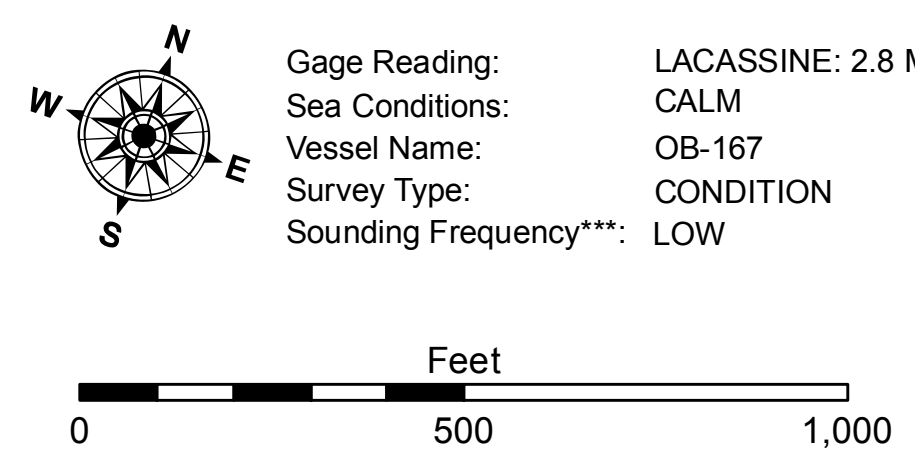 N
W
E
S
Gage Reading: LACASSINE: 2.8
Sea Conditions: CALM
Vessel Name: OB-167
Survey Type: CONDITION
Sounding Frequency***: LOW
Feet
0 500 1,000